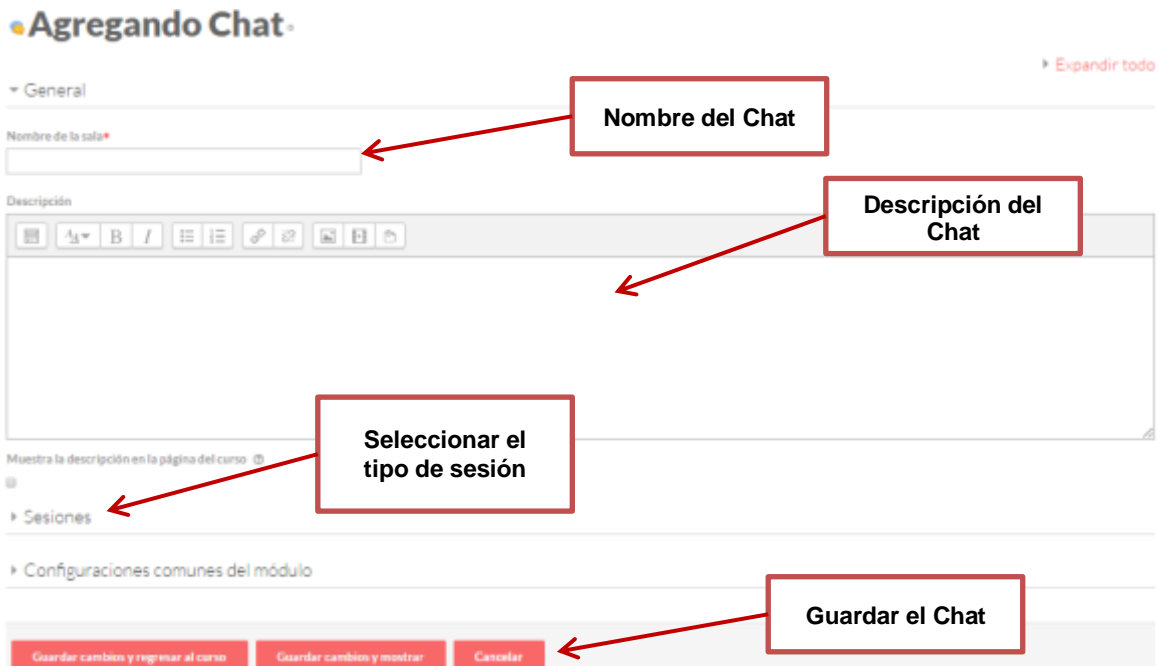 Agregando Chat
Expandir todo
General
Nombre del Chat
Nombre de la sala*
Descripción
Descripción del
Chat
B I
Seleccionar el
tipo de sesión
Muestra la descripción en la página del curso
Sesiones
Configuraciones comunes del módulo
Guardar el Chat
Guardar cambios y regresar al curso Guardar cambios y mostrar Cancelar